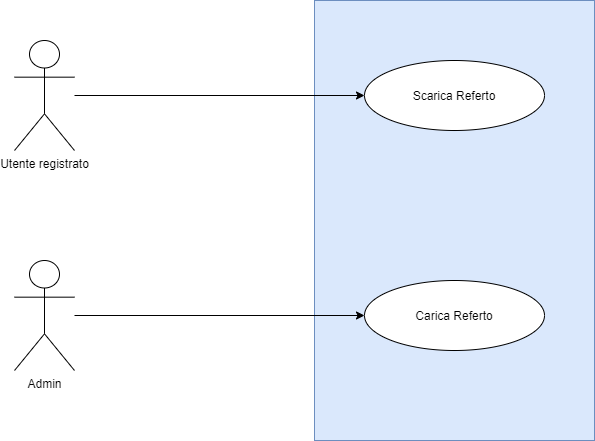 Scarica Referto
Utente registrato
Carica Referto
Admin